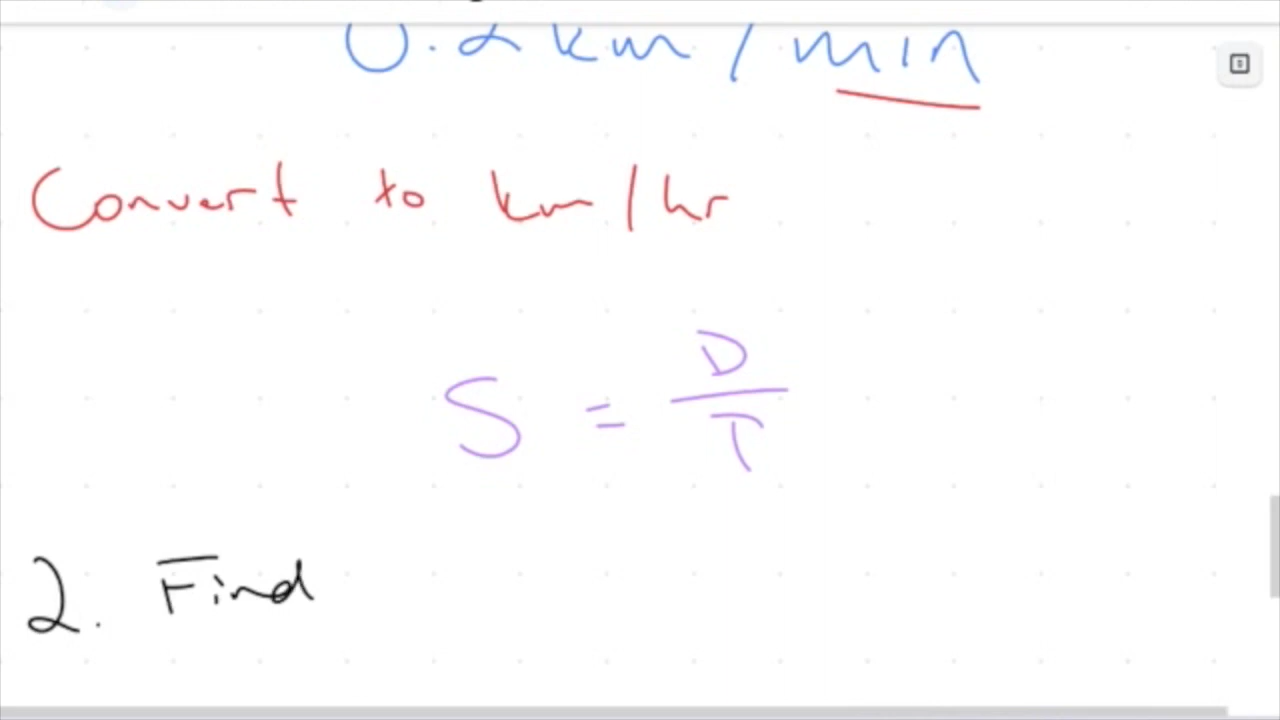 0.2km/min
Convert to km/hr
S = D/T
2. Find